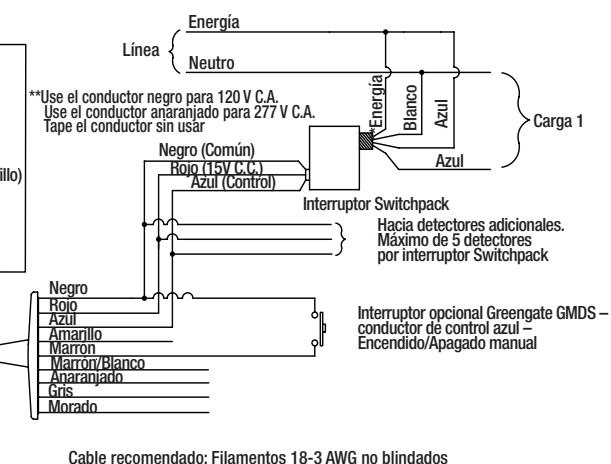 Energía
Línea
Neutro
**Use el conductor negro para 120 V C.A.
Use el conductor anaranjado para 277 V C.A.
Tape el conductor sin usar
*Energía
Blanco
Azul
Carga 1
Azul
Negro (Común)
Rojo (15V C.C.)
Azul (Control)
illo)
Interruptor Switchpack
Hacia detectores adicionales.
Máximo de 5 detectores
por interruptor Switchpack
Negro
Rojo
Azul
Amarillo
Marrón
Marrón/Blanco
Anaranjado
Gris
Morado
Interruptor opcional Greengate GMDS –
conductor de control azul –
Encendido/Apagado manual
Cable recomendado: Filamentos 18-3 AWG no blindados